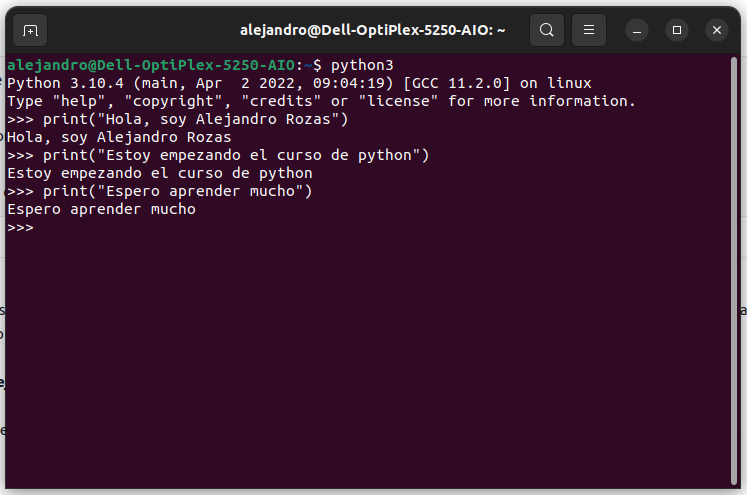 alejandro@Dell-OptiPlex-5250-AIO: ~
alejandro@Dell-OptiPlex-5250-AIO:~$ python3
Python 3.10.4 (main, Apr  2 2022, 09:04:19) [GCC 11.2.0] on linux
Type "help", "copyright", "credits" or "license" for more information.
>>> print("Hola, soy Alejandro Rozas")
Hola, soy Alejandro Rozas
>>> print("Estoy empezando el curso de python")
Estoy empezando el curso de python
>>> print("Espero aprender mucho")
Espero aprender mucho
>>>